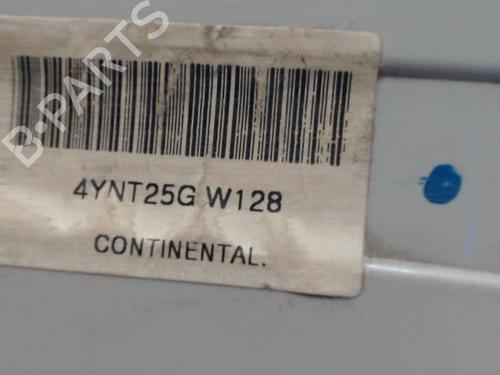 B-PARTS
4YNT25G W128
CONTINENTAL.